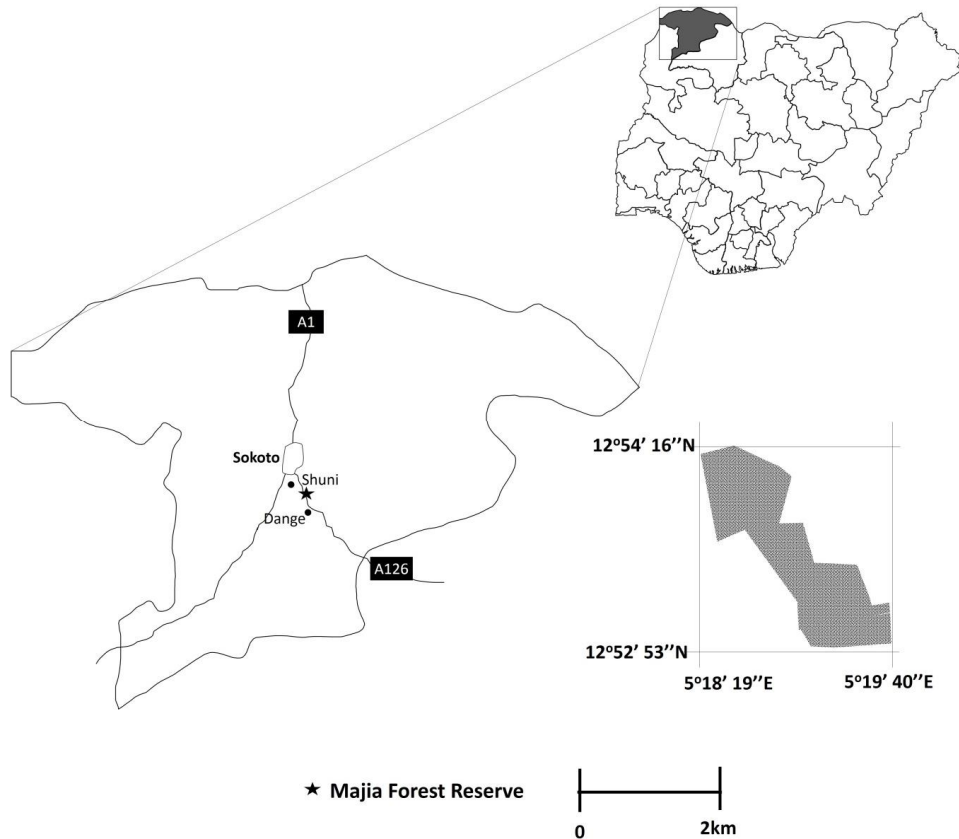 A1
Sokoto
Shuni
Dange
A126
12º54’ 16’’N
12º52’ 53’’N
5º18’ 19’’E
5º19’ 40’’E
Majia Forest Reserve
0
2km